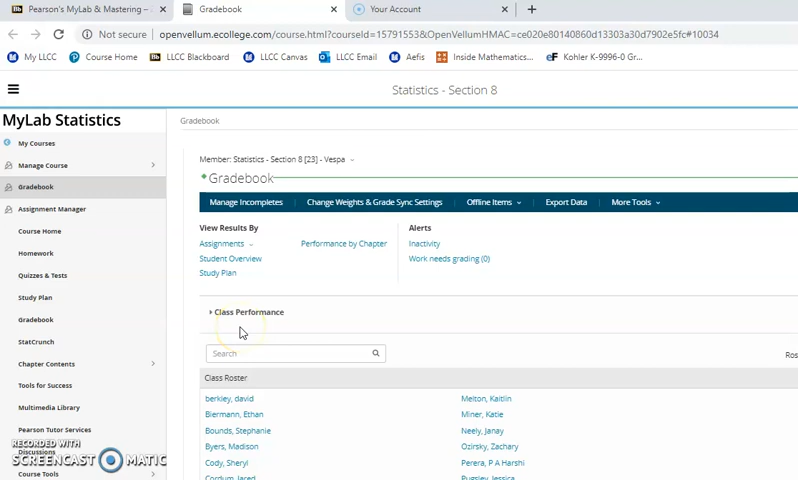 Pearson's MyLab & Mastering –
Gradebook
Your Account
Not secure | openvellum.ecollege.com/course.html?courseId=15791553&OpenVellumHMAC=ce020e80140860d13303a30d7902e5fc#10034
My LLCC
Course Home
LLCC Blackboard
LLCC Canvas
LLCC Email
Aefis
Inside Mathematics...
Kohler K-9996-0 Gr...
Statistics - Section 8
MyLab Statistics
My Courses
Manage Course
Gradebook
Assignment Manager
Course Home
Homework
Quizzes & Tests
Study Plan
Gradebook
StatCrunch
Chapter Contents
Tools for Success
Multimedia Library
Pearson Tutor Services
Discussions
Course Tools
RECORDED WITH
SCREENCAST MATIC
Gradebook
Member: Statistics - Section 8 [23] - Vespa
Gradebook
Manage Incompletes
Change Weights & Grade Sync Settings
Offline Items
Export Data
More Tools
View Results By
Assignments
Performance by Chapter
Student Overview
Study Plan
Alerts
Inactivity
Work needs grading (0)
Class Performance
Search
Ros
Class Roster
berkley, david
Melton, Kaitlin
Biermann, Ethan
Miner, Katie
Bounds, Stephanie
Neely, Janay
Byers, Madison
Ozirsky, Zachary
Cody, Sheryl
Perera, P A Harshi
Cordum, Jared
Pugsley, Jessica